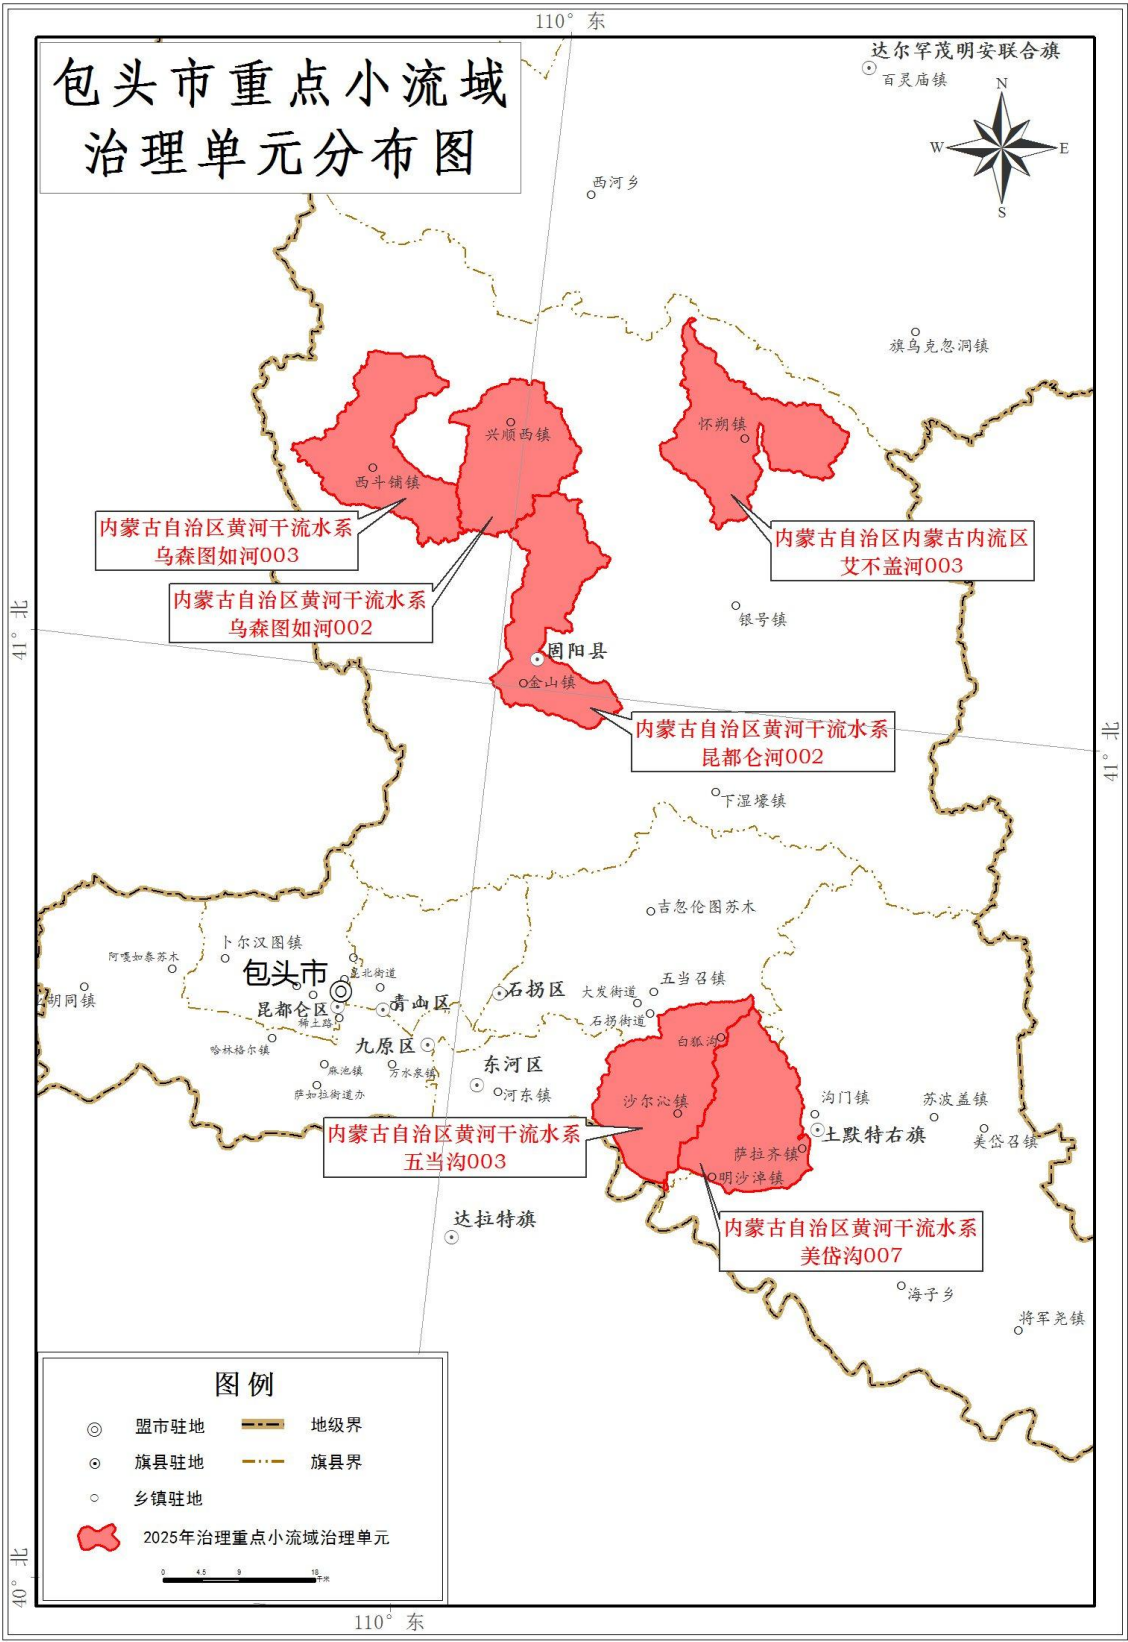 110° 东
包头市重点小流域
治理单元分布图
达尔罕茂明安联合旗
百灵庙镇
N
W
E
S
西河乡
旗乌克忽洞镇
怀朔镇
兴顺西镇
西斗铺镇
内蒙古自治区黄河干流水系
乌森图如河003
内蒙古自治区内蒙古内流区
艾不盖河003
内蒙古自治区黄河干流水系
乌森图如河002
银号镇
41° 北
固阳县
金山镇
内蒙古自治区黄河干流水系
昆都仑河002
41° 北
下湿壕镇
吉忽伦图苏木
卜尔汉图镇
阿嘎如泰苏木
包头市
昆北街道
五当召镇
石拐区
大发街道
胡同镇
青山区
昆都仑区
稀土路
石拐街道
白狐沟
九原区
哈林格尔镇
东河区
麻池镇
万水泉镇
萨如拉街道办
河东镇
沙尔沁镇
沟门镇
苏波盖镇
土默特右旗
美岱召镇
内蒙古自治区黄河干流水系
五当沟003
萨拉齐镇
明沙淖镇
达拉特旗
内蒙古自治区黄河干流水系
美岱沟007
海子乡
将军尧镇
图例
盟市驻地
地级界
旗县驻地
旗县界
乡镇驻地
2025年治理重点小流域治理单元
0 4.5 9 18
千米
40° 北
110° 东